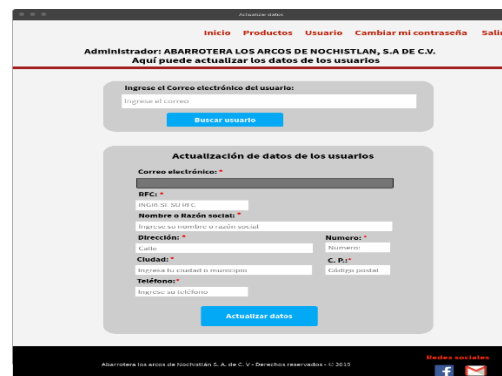 Actualizar datos
Inicio Productos Usuario Cambiar mi contraseña Salir
Administrador: ABARROTERA LOS ARCOS DE NOCHISTLAN, S.A DE C.V.
Aquí puede actualizar los datos de los usuarios
Ingrese el Correo electrónico del usuario:
Ingrese el correo
Buscar usuario
Actualización de datos de los usuarios
Correo electrónico: *
RFC: *
INGRESE SU RFC
Nombre o Razón social: *
Ingrese su nombre o razón social
Dirección: * Numero: *
Calle Numero:
Ciudad: * C. P.:*
Ingresa tu ciudad o municipio Código postal
Teléfono:*
Ingrese su teléfono
Actualizar datos
Redes sociales
Abarrotera los arcos de Nochistlán S. A. de C. V - Derechos reservados - © 2015